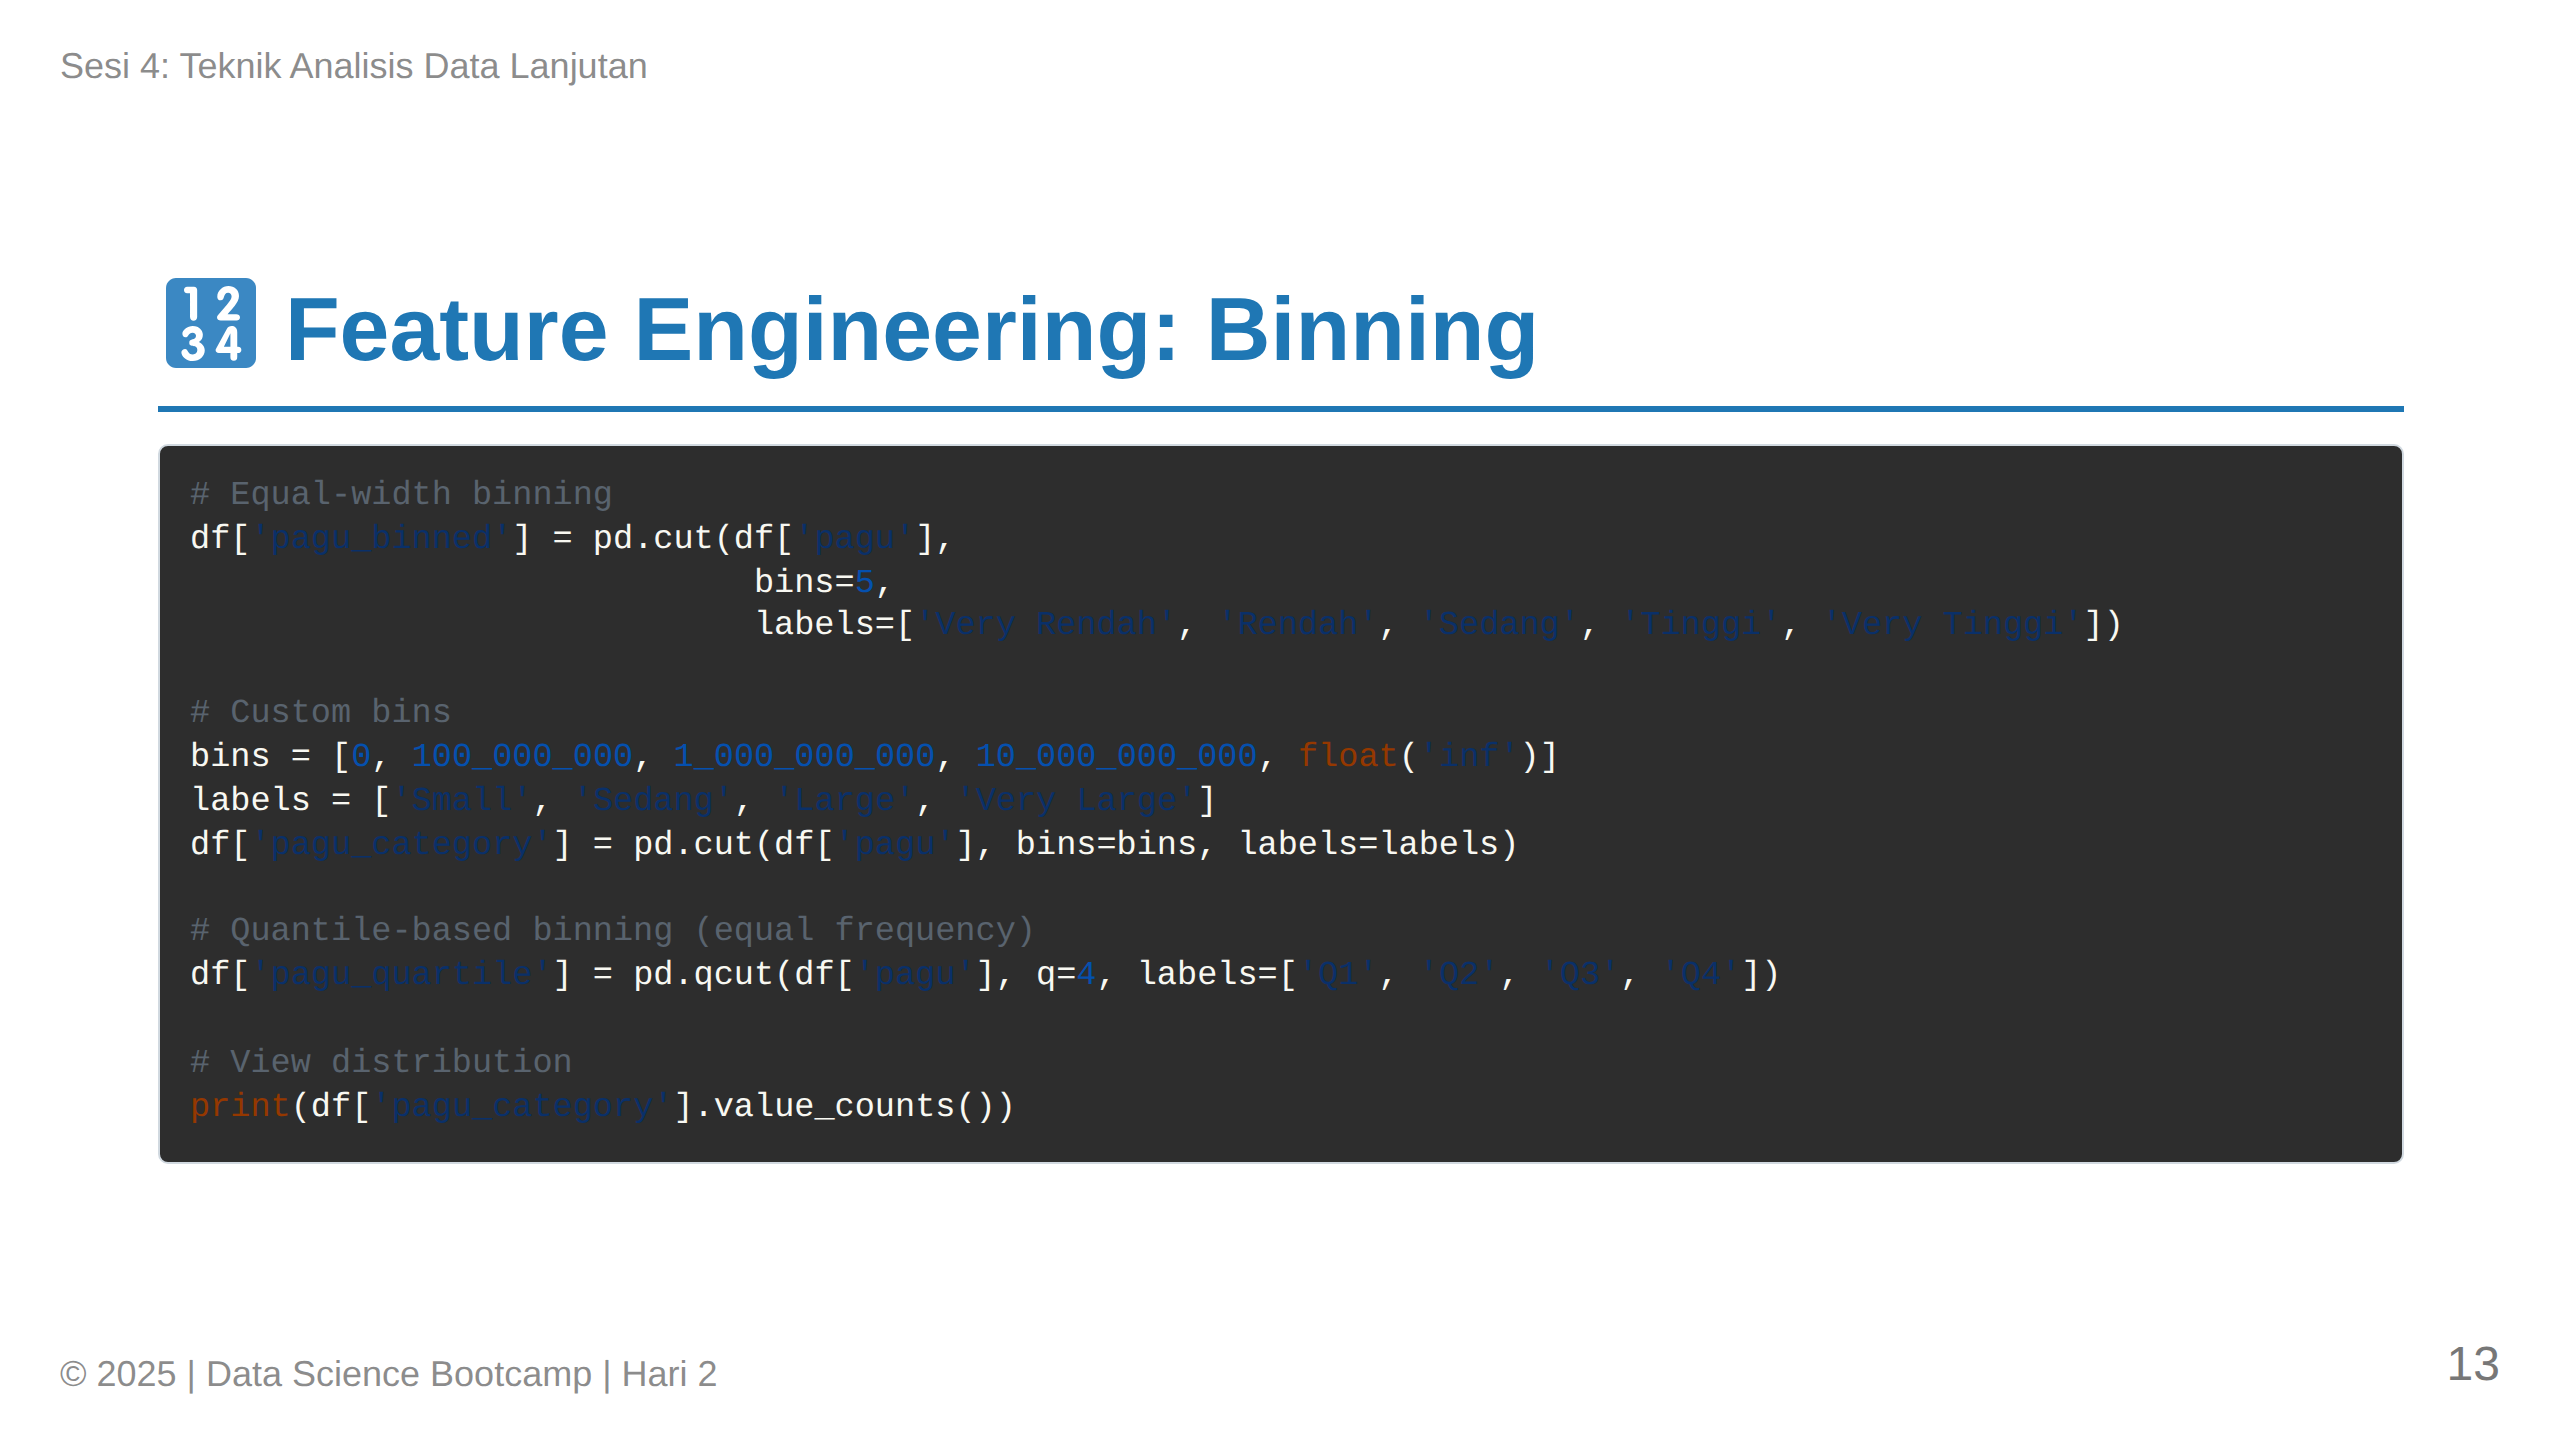 Sesi 4: Teknik Analisis Data Lanjutan
🔢 Feature Engineering: Binning
# Equal-width binning
df['pagu_binned'] = pd.cut(df['pagu'],
                            bins=5,
                            labels=['Very Rendah', 'Rendah', 'Sedang', 'Tinggi', 'Very Tinggi'])
# Custom bins
bins = [0, 100_000_000, 1_000_000_000, 10_000_000_000, float('inf')]
labels = ['Small', 'Sedang', 'Large', 'Very Large']
df['pagu_category'] = pd.cut(df['pagu'], bins=bins, labels=labels)
# Quantile-based binning (equal frequency)
df['pagu_quartile'] = pd.qcut(df['pagu'], q=4, labels=['Q1', 'Q2', 'Q3', 'Q4'])
# View distribution
print(df['pagu_category'].value_counts())
© 2025 | Data Science Bootcamp | Hari 2
13